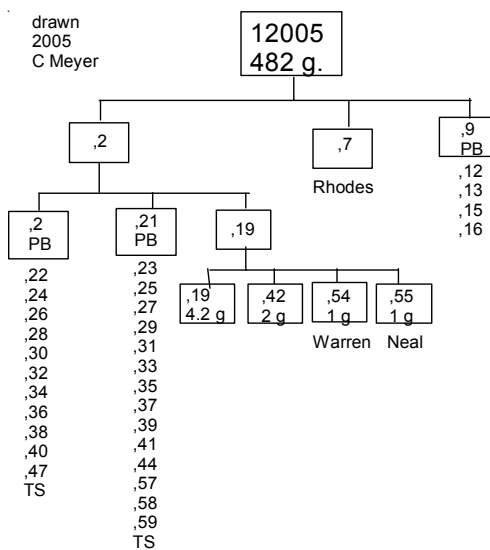 drawn
2005
C Meyer
12005
482 g.
,2
,7
Rhodes
,9
PB
,12
,13
,15
,16
,2
PB
,22
,24
,26
,28
,30
,32
,34
,36
,38
,40
,47
TS
,21
PB
,23
,25
,27
,29
,31
,33
,35
,37
,39
,41
,44
,57
,58
,59
TS
,19
,19
4.2 g
,42
2 g
,54
1 g
Warren
,55
1 g
Neal